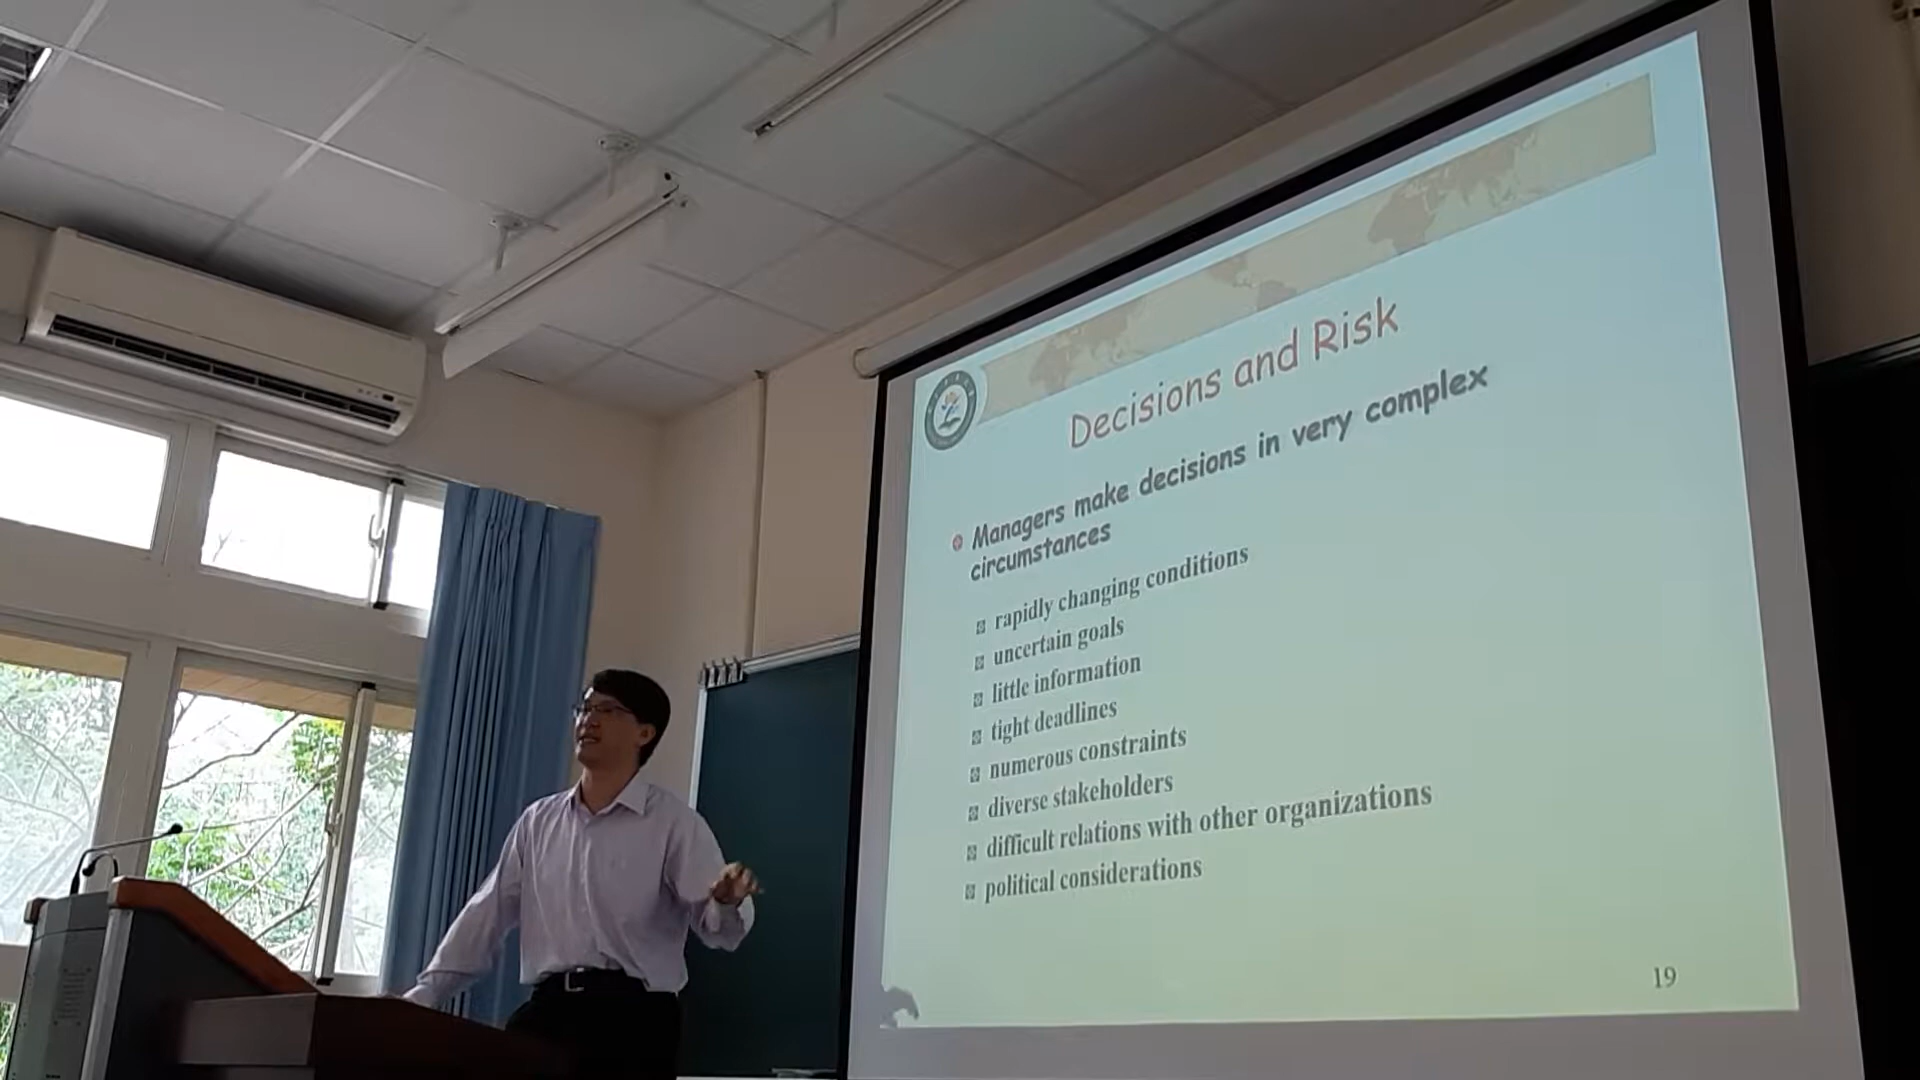 Decisions and Risk
Managers make decisions in very complex
circumstances
rapidly changing conditions
uncertain goals
little information
tight deadlines
numerous constraints
diverse stakeholders
difficult relations with other organizations
political considerations
19